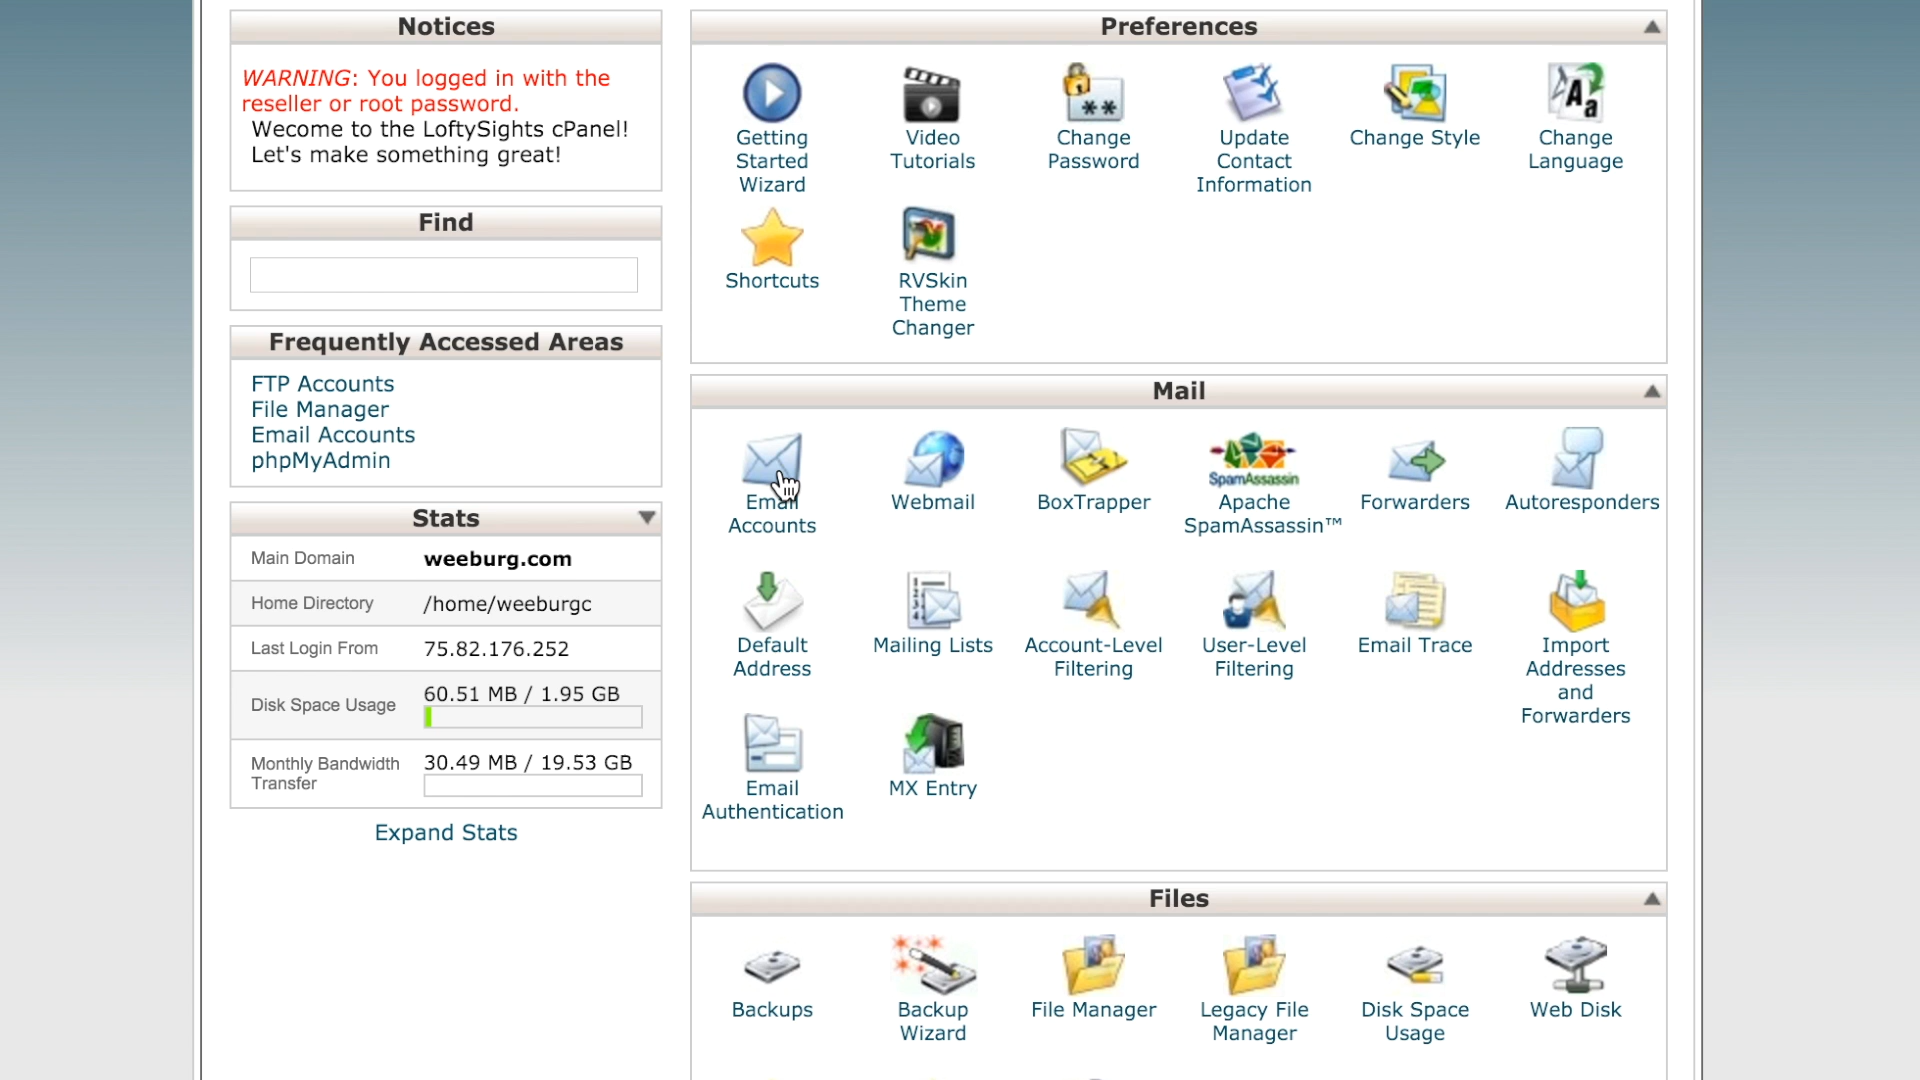 Notices
WARNING: You logged in with the
reseller or root password.
Wecome to the LoftySights cPanel!
Let's make something great!
Find
Frequently Accessed Areas
FTP Accounts
File Manager
Email Accounts
phpMyAdmin
Stats
Main Domain weeburg.com
Home Directory /home/weeburgc
Last Login From 75.82.176.252
Disk Space Usage 60.51 MB / 1.95 GB
Monthly Bandwidth
Transfer
30.49 MB / 19.53 GB
Expand Stats
Preferences
Getting
Started
Wizard
Video
Tutorials
Change
Password
Update
Contact
Information
Change Style
Change
Language
Shortcuts
RVSkin
Theme
Changer
Mail
Email
Accounts
Webmail
BoxTrapper
SpamAssassin
Apache
SpamAssassin™
Forwarders
Autoresponders
Default
Address
Mailing Lists
Account-Level
Filtering
User-Level
Filtering
Email Trace
Import
Addresses
and
Forwarders
Email
Authentication
MX Entry
Files
Backups
Backup
Wizard
File Manager
Legacy File
Manager
Disk Space
Usage
Web Disk